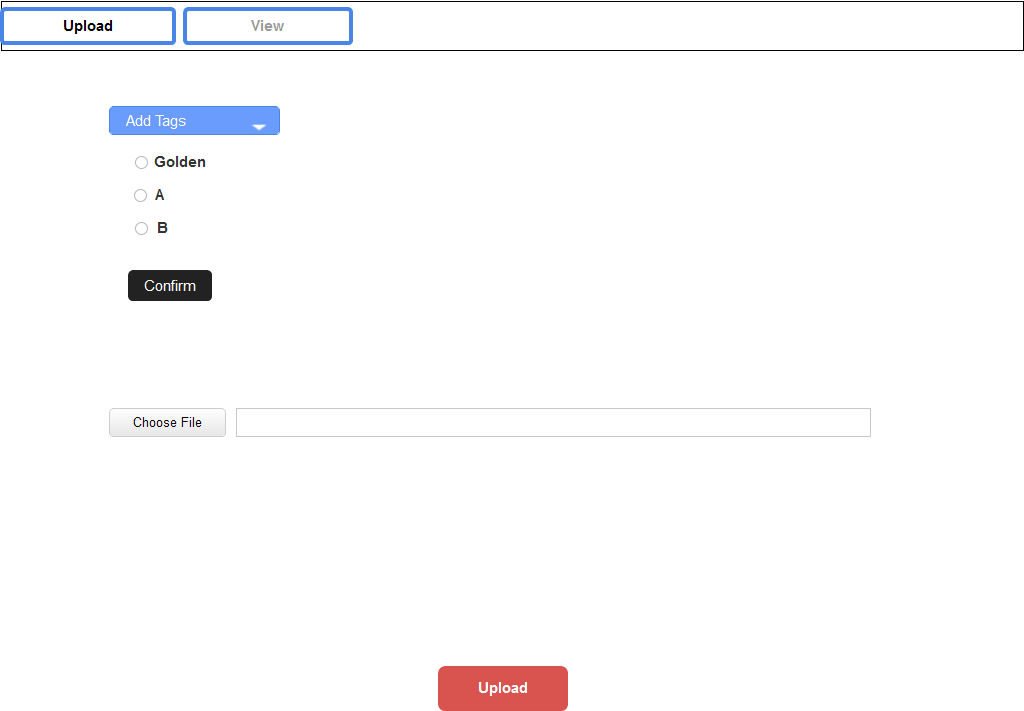 Upload View
Add Tags
Golden
A
B
Confirm
Choose File
Upload